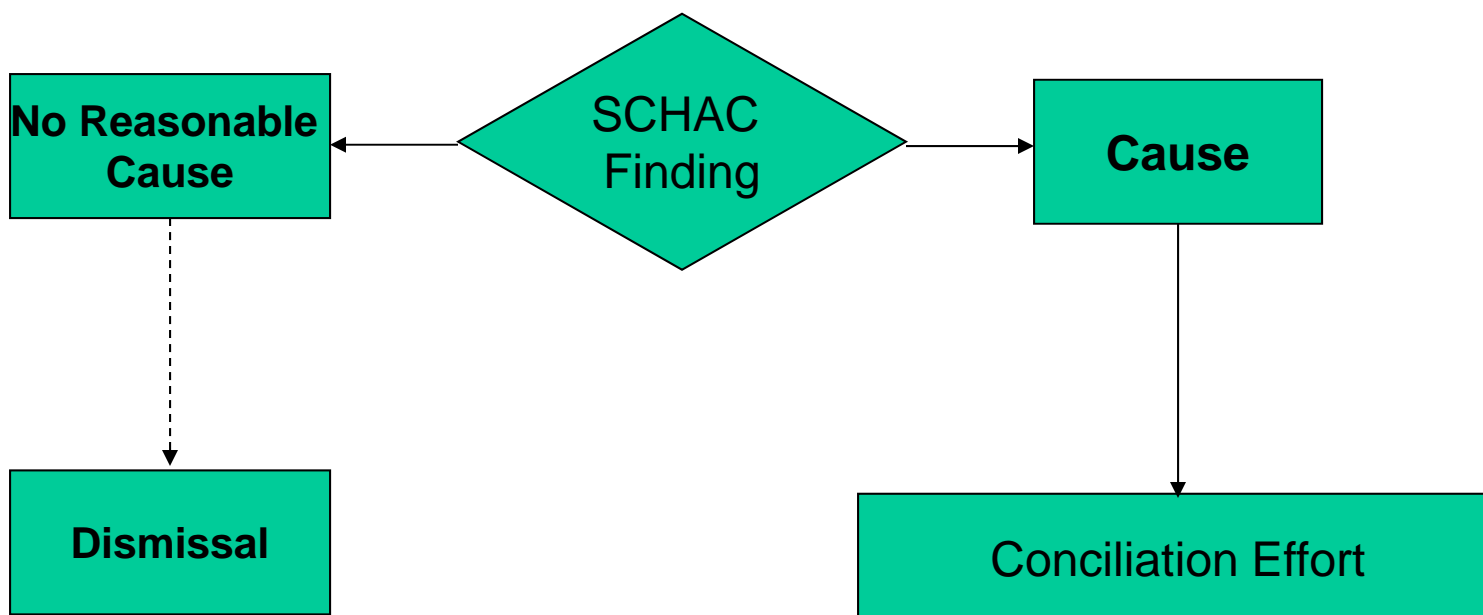 No Reasonable
Cause
SCHAC
Finding
Cause
Dismissal
Conciliation Effort